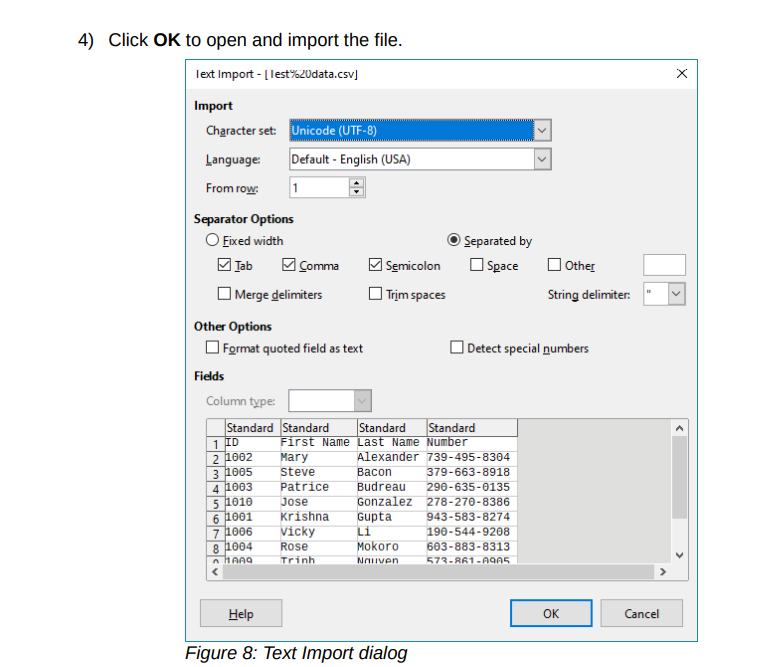 4) Click OK to open and import the file.
Text Import - [Test%20data.csv]
Import
Character set: Unicode (UTF-8)
Language: Default - English (USA)
From row: 1
Separator Options
Fixed width Separated by
Tab Comma Semicolon Space Other
Merge delimiters Trim spaces String delimiter: "
Other Options
Format quoted field as text Detect special numbers
Fields
Column type:
Standard Standard Standard Standard
1 ID First Name Last Name Number
2 1002 Mary Alexander 739-495-8304
3 1005 Steve Bacon 379-663-8918
4 1003 Patrice Budreau 290-635-0135
5 1010 Jose Gonzalez 278-270-8386
6 1001 Krishna Gupta 943-583-8274
7 1006 Vicky Li 190-544-9208
8 1004 Rose Mokoro 603-883-8313
9 1009 Trinh Nguyen 573-861-0905
Help OK Cancel
Figure 8: Text Import dialog